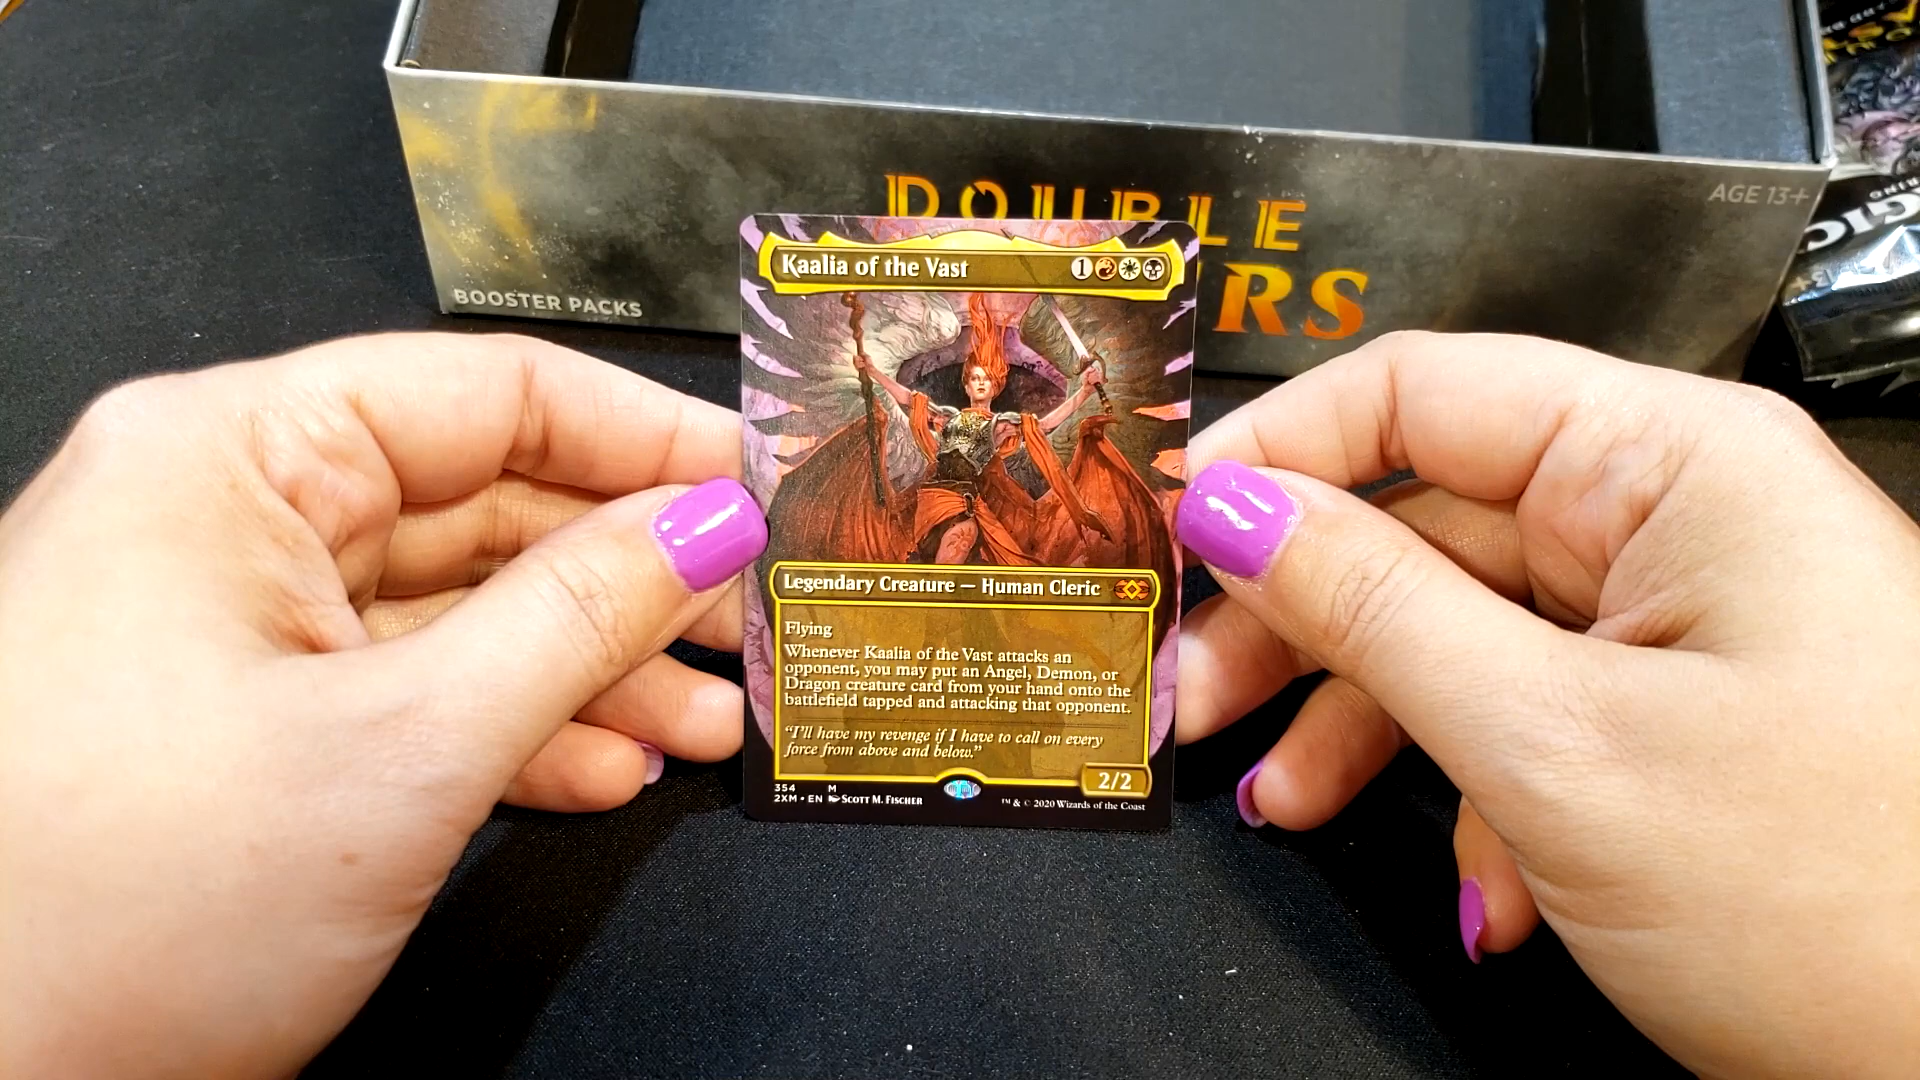 DOUBLE
RS
AGE 13+
BOOSTER PACKS
Kaalia of the Vast
1
Legendary Creature — Human Cleric
Flying
Whenever Kaalia of the Vast attacks an
opponent, you may put an Angel, Demon, or
Dragon creature card from your hand onto the
battlefield tapped and attacking that opponent.
“I’ll have my revenge if I have to call on every
force from above and below.”
2/2
354 M
2XM • EN Scott M. Fischer
™ & © 2020 Wizards of the Coast